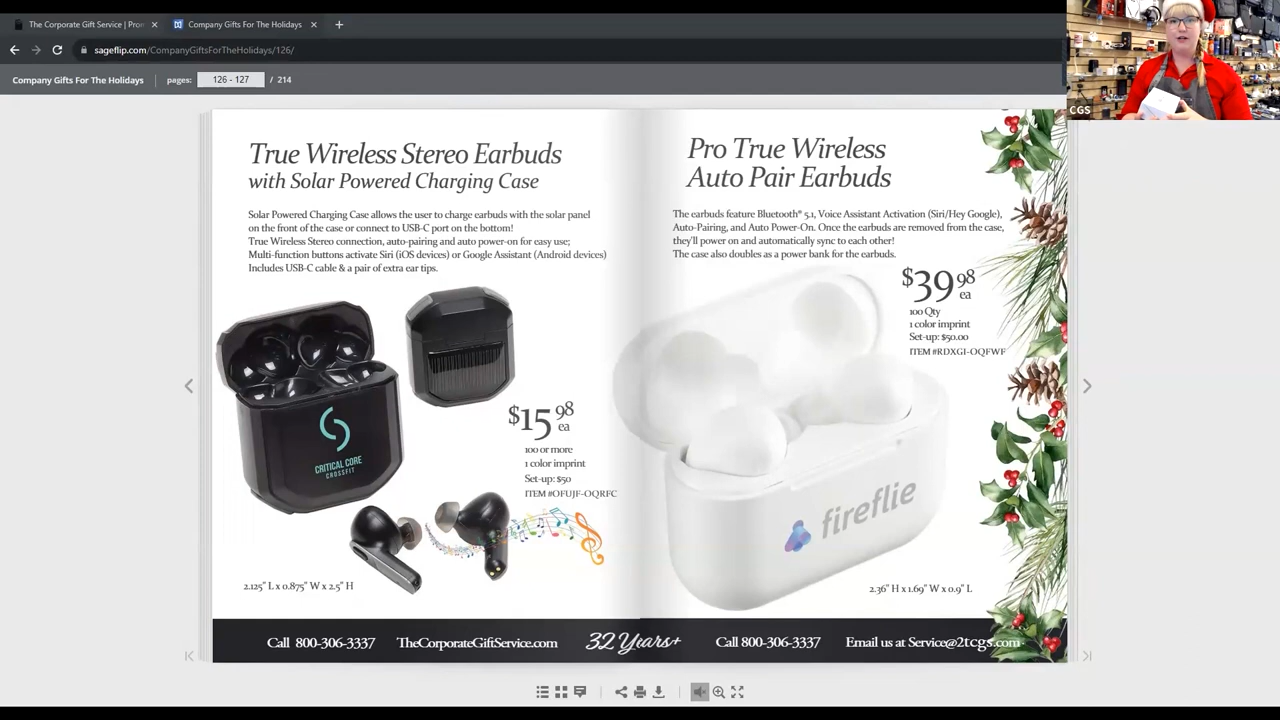 The Corporate Gift Service | Pro
Company Gifts For The Holidays
sageflip.com/CompanyGiftsForTheHolidays/126/
Company Gifts For The Holidays
pages:
126 - 127
/ 214
CGS
True Wireless Stereo Earbuds
with Solar Powered Charging Case
Solar Powered Charging Case allows the user to charge earbuds with the solar panel
on the front of the case or connect to USB-C port on the bottom!
True Wireless Stereo connection, auto-pairing and auto power-on for easy use;
Multi-function buttons activate Siri (iOS devices) or Google Assistant (Android devices)
Includes USB-C cable & a pair of extra ear tips.
CRITICAL CORE
CROSSFIT
$15.98
ea
100 or more
1 color imprint
Set-up: $50
ITEM #OFUJF-OQRFC
2.125" L x 0.875" W x 2.5" H
Pro True Wireless
Auto Pair Earbuds
The earbuds feature Bluetooth® 5.1, Voice Assistant Activation (Siri/Hey Google),
Auto-Pairing, and Auto Power-On. Once the earbuds are removed from the case,
they'll power on and automatically sync to each other!
The case also doubles as a power bank for the earbuds.
$39.98
ea
100 Qty
1 color imprint
Set-up: $50.00
ITEM #RDXGI-OQFWF
fireflie
2.36" H x 1.69" W x 0.9" L
Call 800-306-3337
TheCorporateGiftService.com
32 Years+
Call 800-306-3337
Email us at Service@2tcgs.com